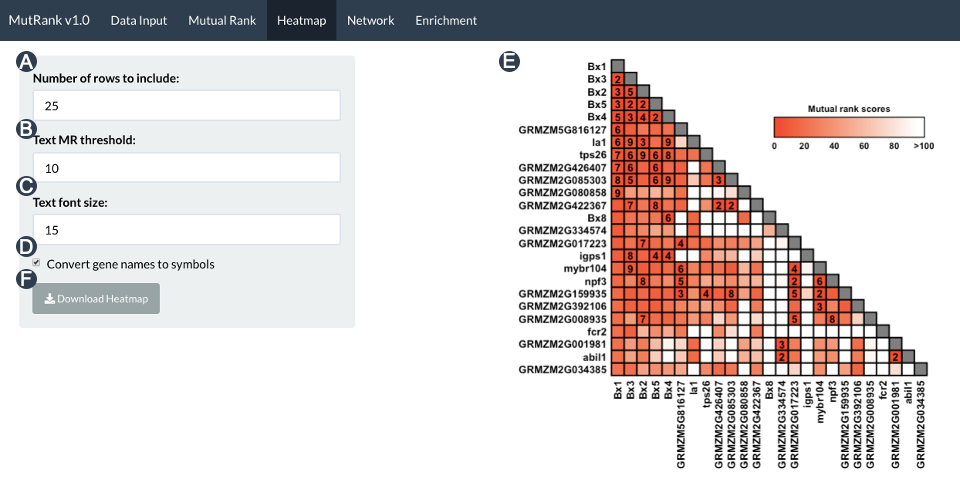 MutRank v1.0 Data Input Mutual Rank Heatmap Network Enrichment
A
Number of rows to include:
25
B
Text MR threshold:
10
C
Text font size:
15
D
Convert gene names to symbols
F
Download Heatmap
E
Mutual rank scores
0 20 40 60 80 >100
Bx1
Bx3 2
Bx2 3 5
Bx5 3 2 2
Bx4 5 3 4 2
GRMZM5G816127 6
la1 6 9 3 9
tps26 7 6 9 6 8
GRMZM2G426407 7 6 6
GRMZM2G085303 8 5 6 9 3
GRMZM2G080858 9
GRMZM2G422367 7 8 2 2
Bx8 6
GRMZM2G334574
GRMZM2G017223 7 4
igps1 8 4 4
mybr104 9 6 4
npf3 8 5 2 6
GRMZM2G159935 3 4 8 5 2
GRMZM2G392106 3
GRMZM2G008935 7 5 8
fcr2
GRMZM2G001981 3
abil1 2 2
GRMZM2G034385
Bx1
Bx3
Bx2
Bx5
Bx4
GRMZM5G816127
la1
tps26
GRMZM2G426407
GRMZM2G085303
GRMZM2G080858
GRMZM2G422367
Bx8
GRMZM2G334574
GRMZM2G017223
igps1
mybr104
npf3
GRMZM2G159935
GRMZM2G392106
GRMZM2G008935
fcr2
GRMZM2G001981
abil1
GRMZM2G034385